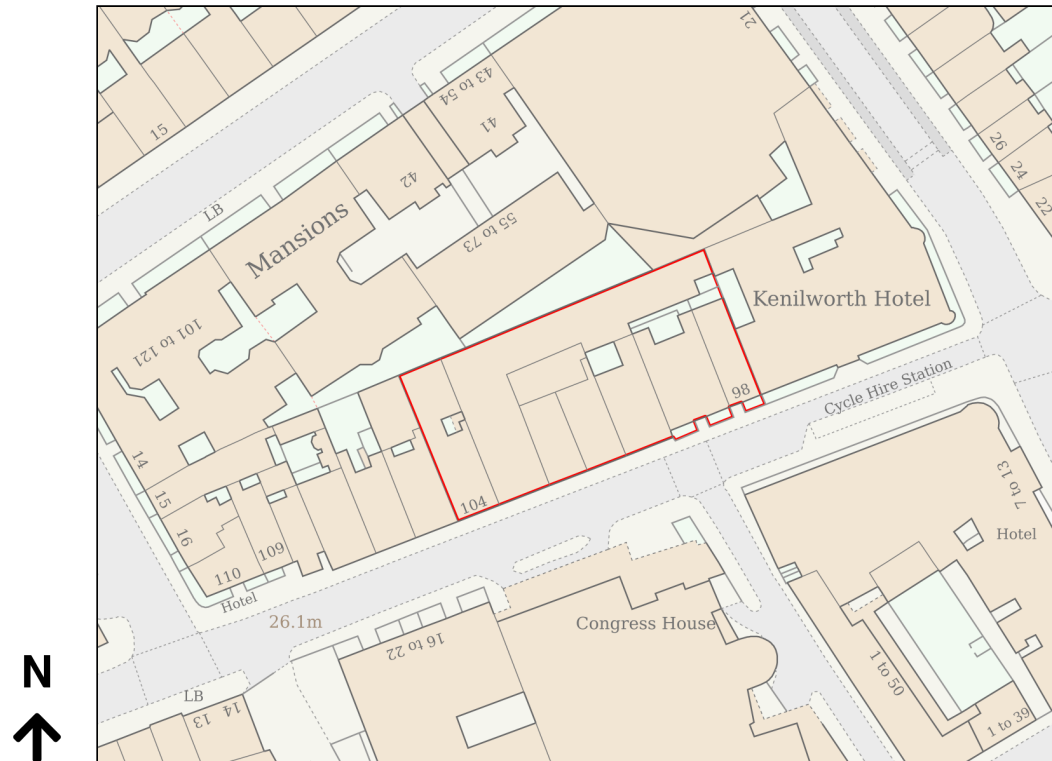 21
43 to 54
15
41
26
42
24
22
LB
Mansions
55 to 73
Kenilworth Hotel
101 to 121
98
Cycle Hire Station
14
15
16
104
7 to 13
109
110
Hotel
Hotel
26.1m
Congress House
16 to 22
1 to 50
N
LB
14
13
1 to 39